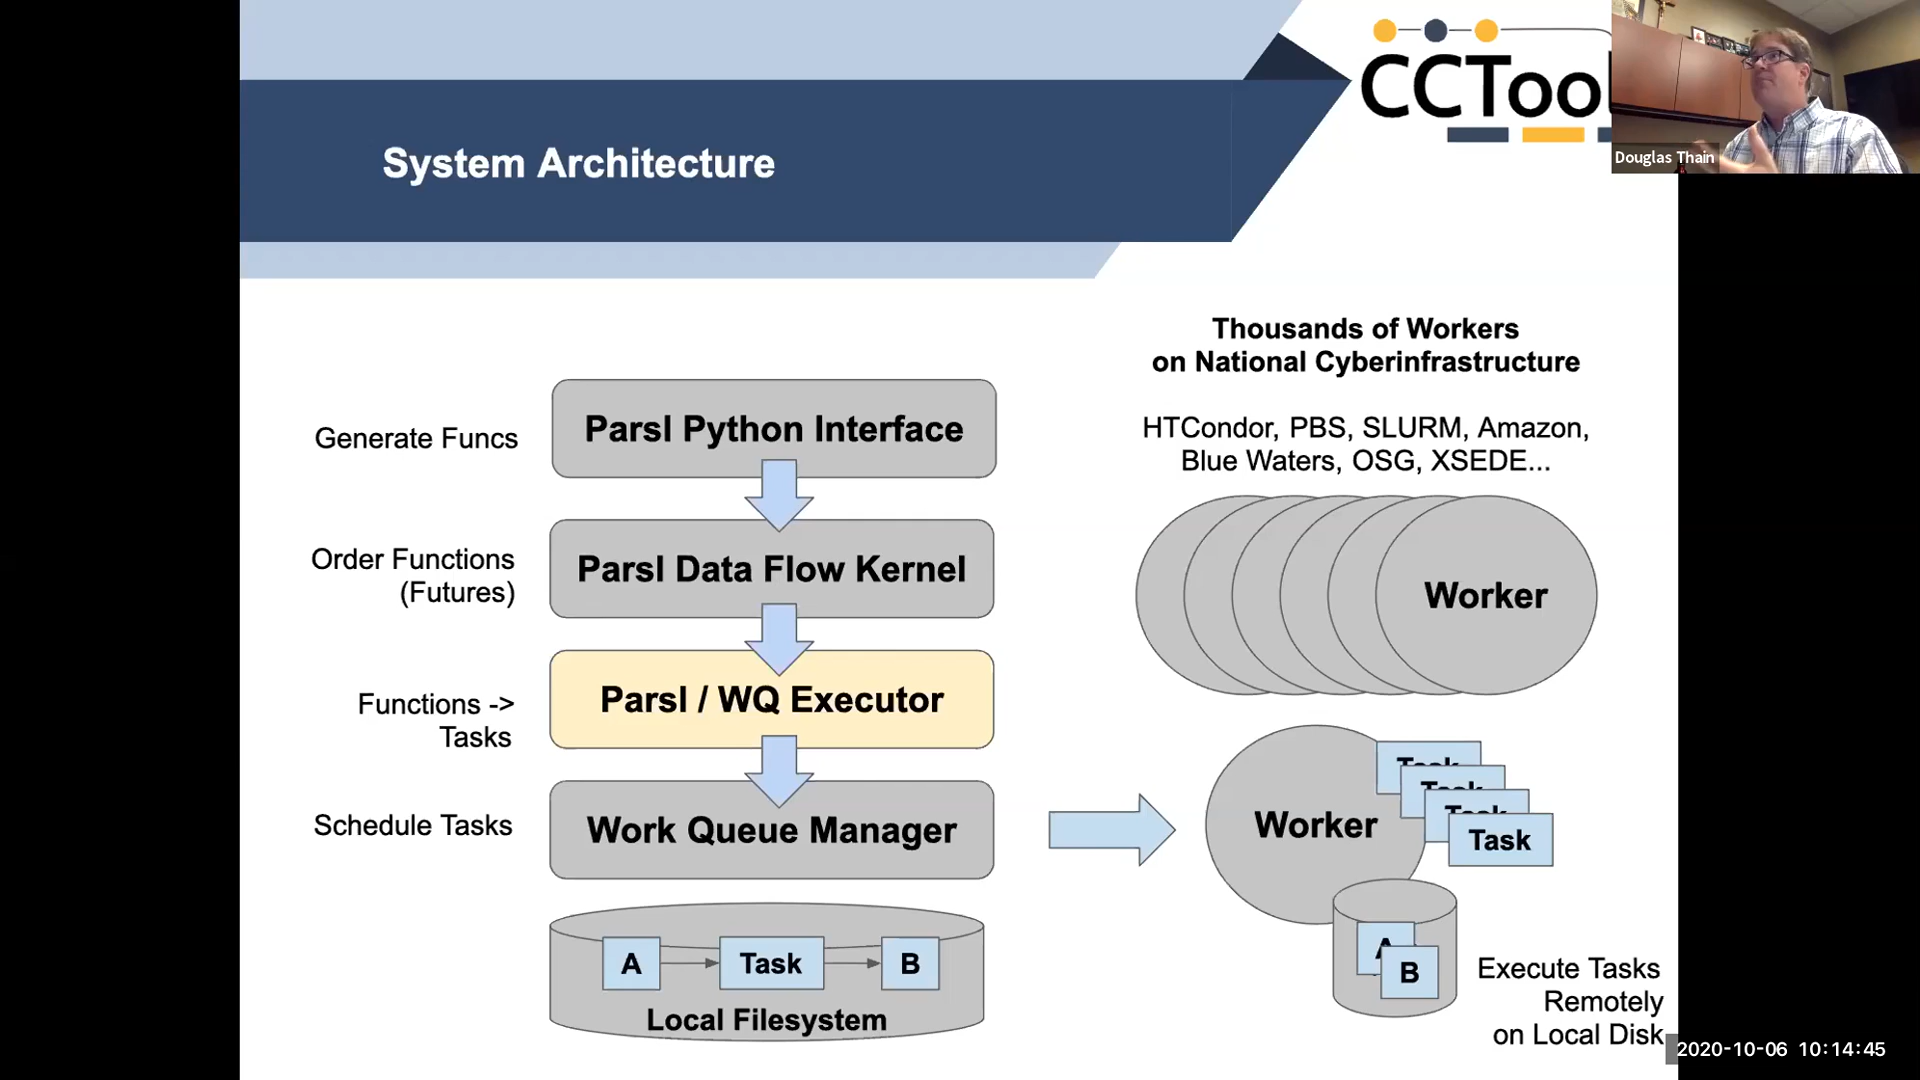 CCTool
Douglas Thain
System Architecture
Thousands of Workers
on National Cyberinfrastructure
HTCondor, PBS, SLURM, Amazon,
Blue Waters, OSG, XSEDE...
Generate Funcs
Parsl Python Interface
Order Functions
(Futures)
Parsl Data Flow Kernel
Worker
Functions ->
Tasks
Parsl / WQ Executor
Schedule Tasks
Work Queue Manager
Worker
Task
Task
Task
Task
A
Task
B
Local Filesystem
A
B
Execute Tasks
Remotely
on Local Disk
2020-10-06 10:14:45